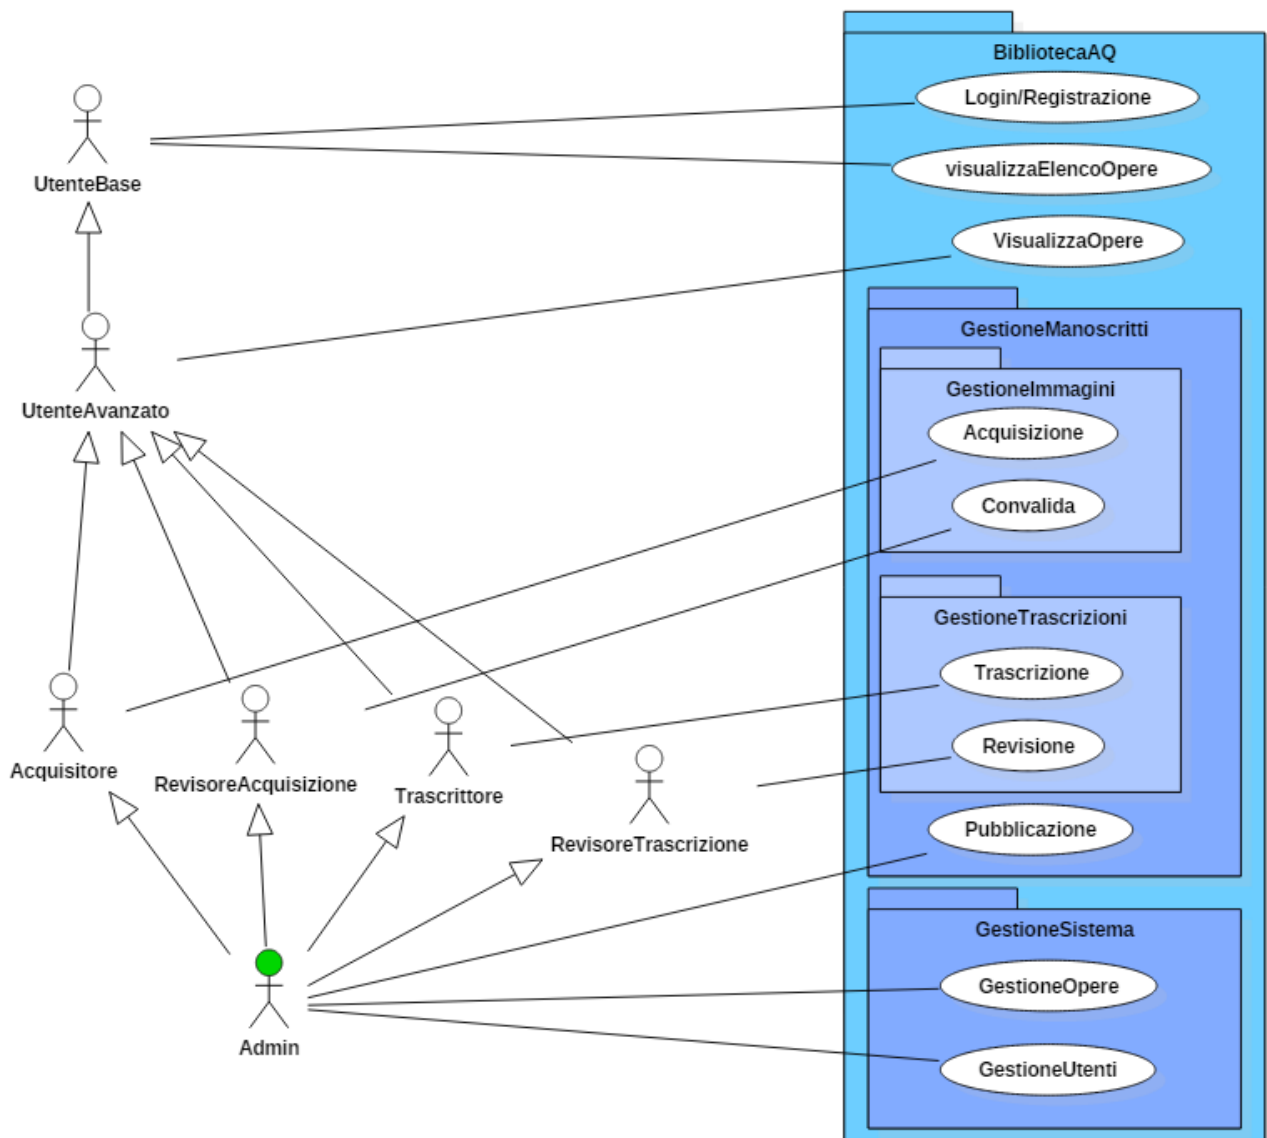 BibliotecaAQ
Login/Registrazione
visualizzaElencoOpere
UtenteBase
VisualizzaOpere
GestioneManoscritti
GestioneImmagini
UtenteAvanzato
Acquisizione
Convalida
GestioneTrascrizioni
Trascrizione
Revisione
Acquisitore
RevisoreAcquisizione
Trascrittore
RevisoreTrascrizione
Pubblicazione
GestioneSistema
GestioneOpere
Admin
GestioneUtenti